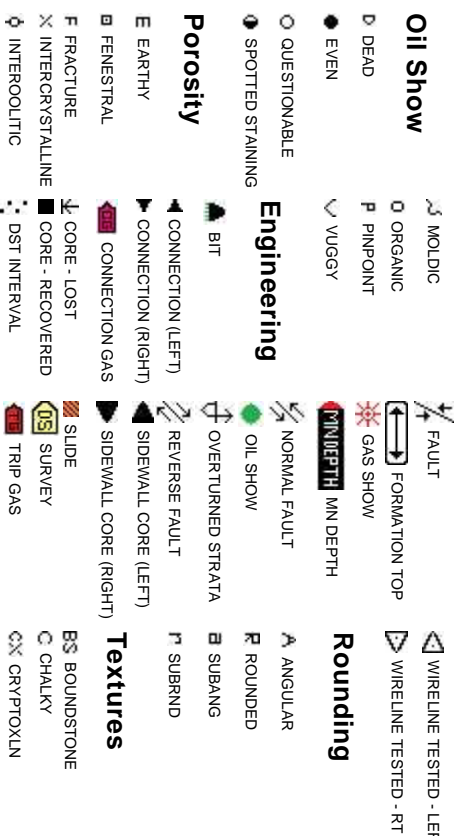 Oil Show
D DEAD
EVEN
QUESTIONABLE
SPOTTED STAINING
Porosity
E EARTHY
FENESTRAL
F FRACTURE
X INTERCRYSTALLINE
INTEROOLITIC
MOLDIC
O ORGANIC
P PINPOINT
V VUGGY
Engineering
BIT
CONNECTION (LEFT)
CONNECTION (RIGHT)
CG CONNECTION GAS
CORE - LOST
CORE - RECOVERED
DST INTERVAL
FAULT
FORMATION TOP
GAS SHOW
MN DEPTH MN DEPTH
NORMAL FAULT
OIL SHOW
OVERTURNED STRATA
REVERSE FAULT
SIDEWALL CORE (LEFT)
SIDEWALL CORE (RIGHT)
SLIDE
DS SURVEY
TG TRIP GAS
WIRELINE TESTED - LEF
WIRELINE TESTED - RT
Rounding
A ANGULAR
R ROUNDED
a SUBANG
r SUBRND
Textures
BS BOUNDSTONE
C CHALKY
CX CRYPTOXLN